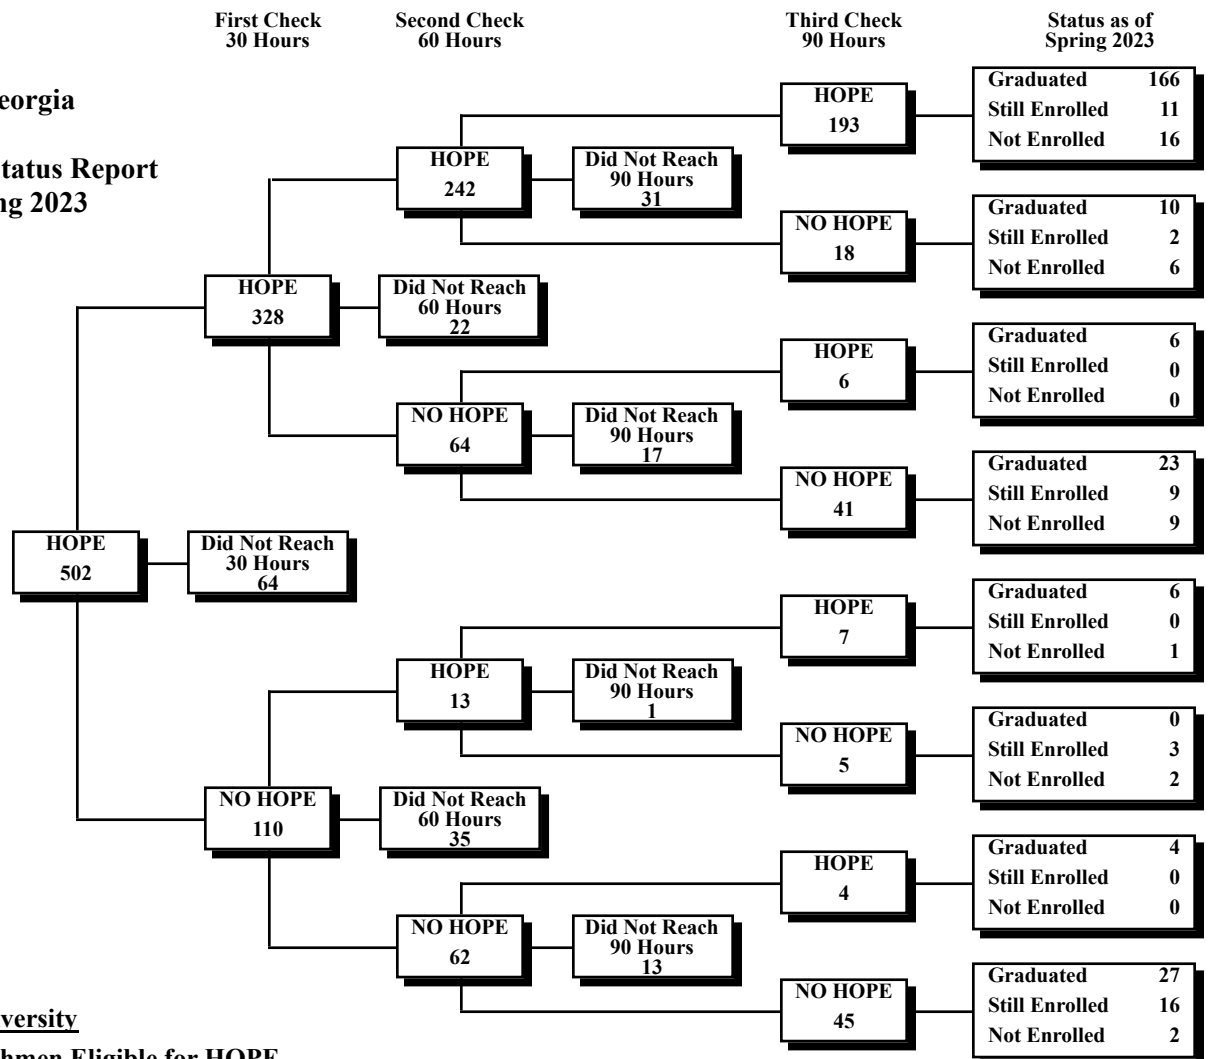 First Check
30 Hours
Second Check
60 Hours
Third Check
90 Hours
Status as of
Spring 2023
eorgia
tatus Report
ng 2023
HOPE
502
Did Not Reach
30 Hours
64
HOPE
328
Did Not Reach
60 Hours
22
NO HOPE
110
Did Not Reach
60 Hours
35
HOPE
242
Did Not Reach
90 Hours
31
NO HOPE
64
Did Not Reach
90 Hours
17
HOPE
13
Did Not Reach
90 Hours
1
NO HOPE
62
Did Not Reach
90 Hours
13
HOPE
193
Graduated 166
Still Enrolled 11
Not Enrolled 16
NO HOPE
18
Graduated 10
Still Enrolled 2
Not Enrolled 6
HOPE
6
Graduated 6
Still Enrolled 0
Not Enrolled 0
NO HOPE
41
Graduated 23
Still Enrolled 9
Not Enrolled 9
HOPE
7
Graduated 6
Still Enrolled 0
Not Enrolled 1
NO HOPE
5
Graduated 0
Still Enrolled 3
Not Enrolled 2
HOPE
4
Graduated 4
Still Enrolled 0
Not Enrolled 0
NO HOPE
45
Graduated 27
Still Enrolled 16
Not Enrolled 2
versity
hmen Eligible for HOPE